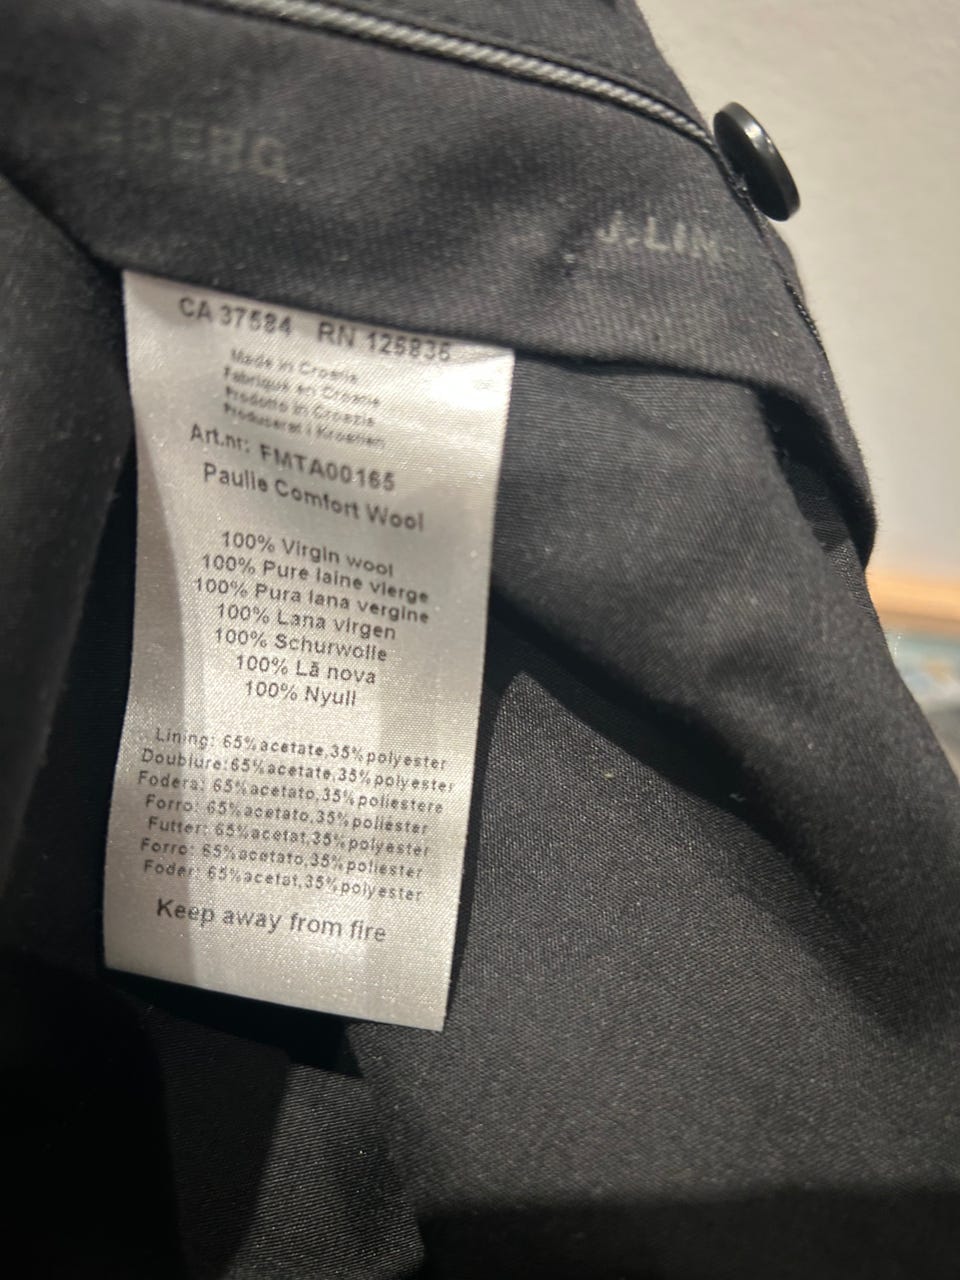 BERG
J.LIN
CA 37584 RN 125835
Made in Croatia
Fabriqué en Croatie
Prodotto in Croazia
Producerat i Kroatien
Art.nr: FMTA00165
Paulie Comfort Wool
100% Virgin wool
100% Pure laine vierge
100% Pura lana vergine
100% Lana virgen
100% Schurwolle
100% Lã nova
100% Nyull
Lining: 65%acetate,35%polyester
Doublure:65%acetate,35%polyester
Fodera: 65%acetato,35%poliestere
Forro: 65%acetato,35%poliéster
Futter: 65%acetat,35%polyester
Forro: 65%acetato,35%poliester
Foder: 65%acetat,35%polyester
Keep away from fire